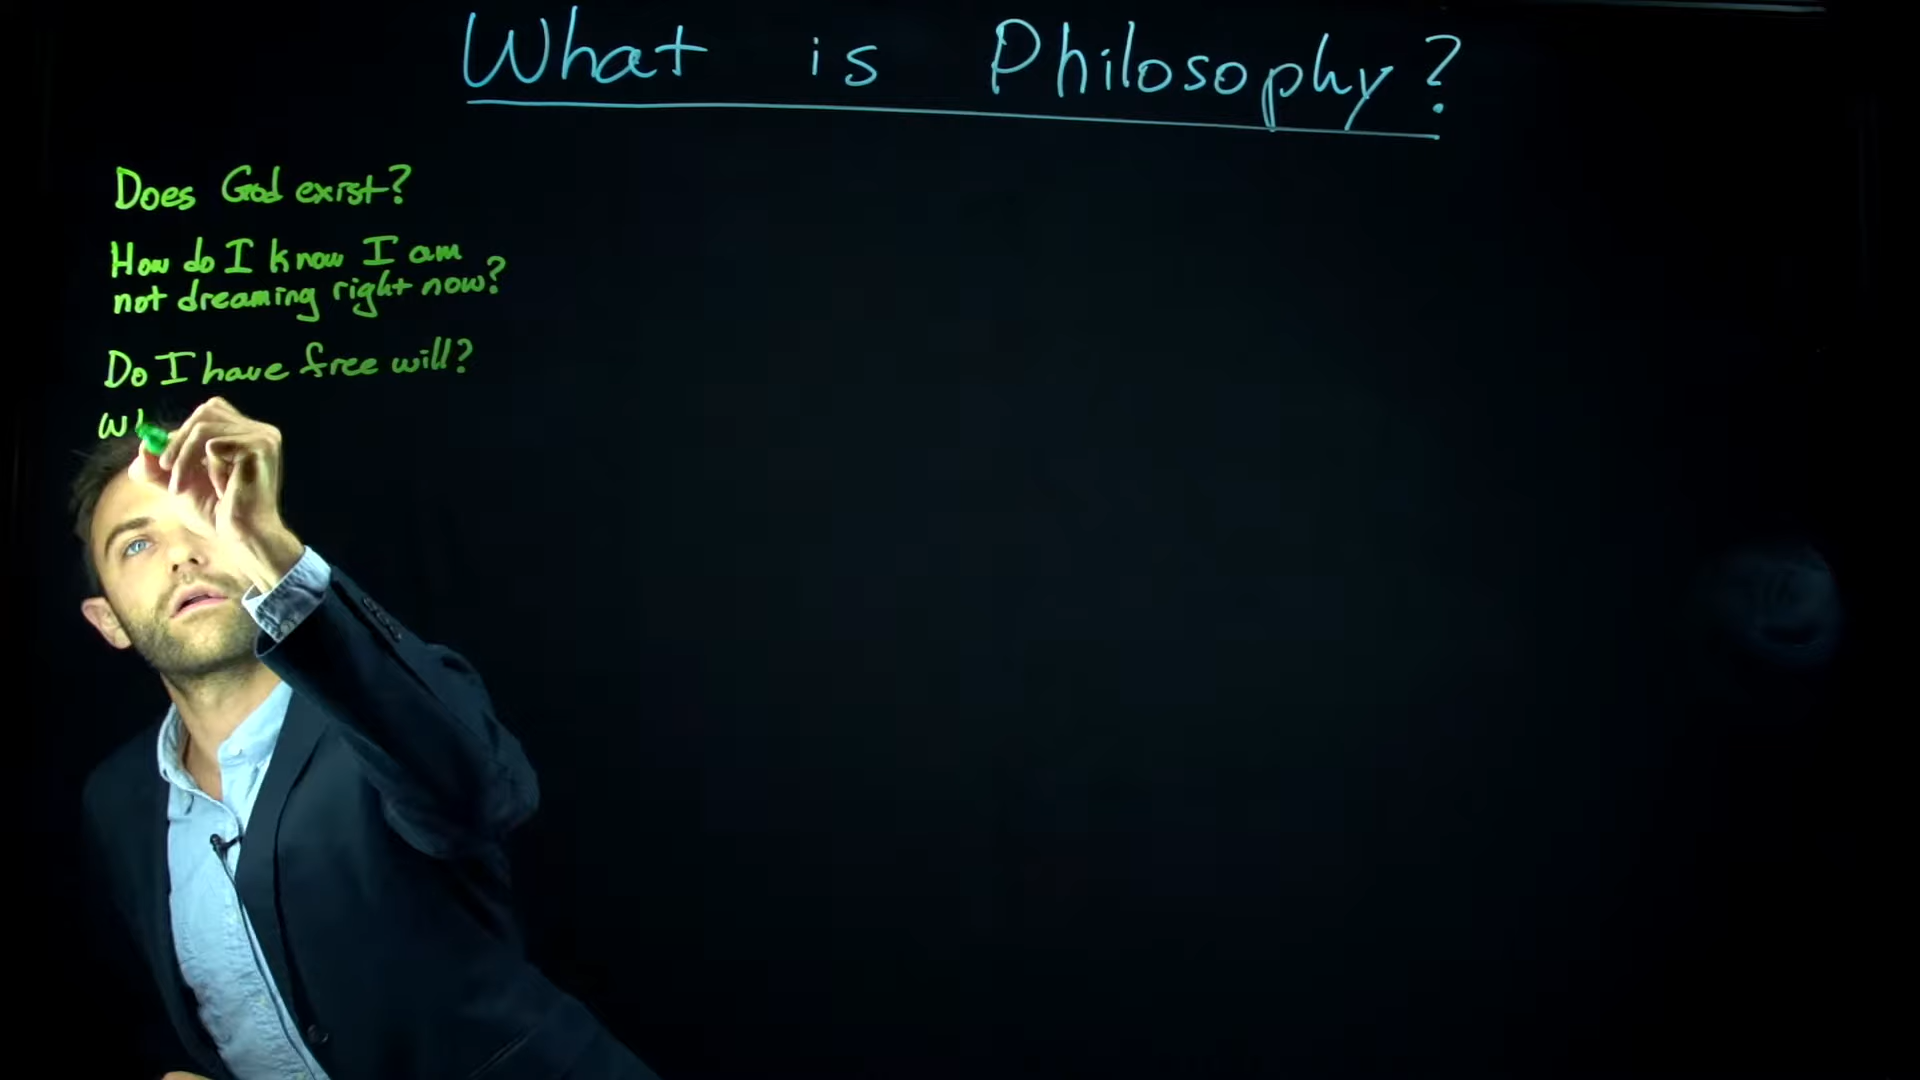 What is Philosophy?
Does God exist?
How do I know I am
not dreaming right now?
Do I have free will?